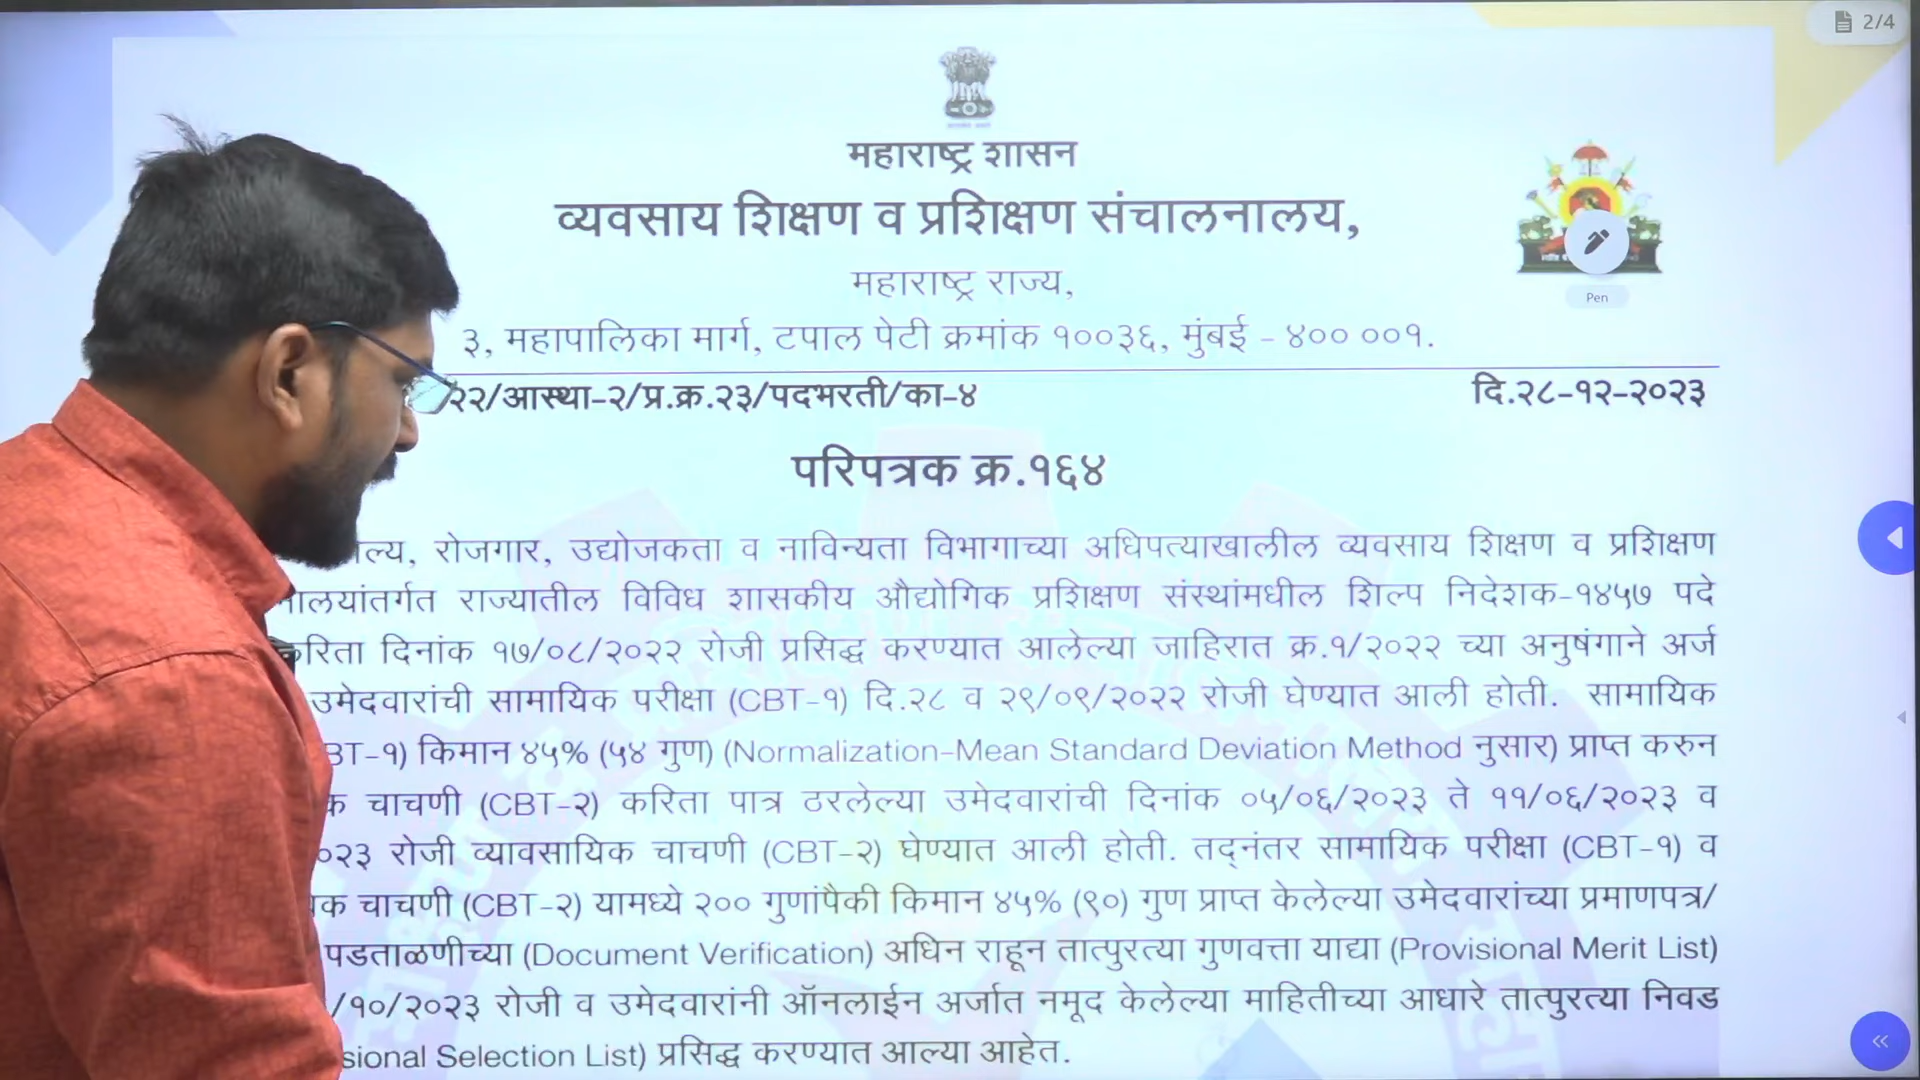 2/4
महाराष्ट्र शासन
व्यवसाय शिक्षण व प्रशिक्षण संचालनालय,
Pen
महाराष्ट्र राज्य,
३, महापालिका मार्ग, टपाल पेटी क्रमांक १००३६, मुंबई - ४०० ००१.
२२/आस्था-२/प्र.क्र.२३/पदभरती/का-४ दि.२८-१२-२०२३
परिपत्रक क्र.१६४
ल्य, रोजगार, उद्योजकता व नाविन्यता विभागाच्या अधिपत्याखालील व्यवसाय शिक्षण व प्रशिक्षण
नालयांतर्गत राज्यातील विविध शासकीय औद्योगिक प्रशिक्षण संस्थांमधील शिल्प निदेशक-१४५७ पदे
करिता दिनांक १७/०८/२०२२ रोजी प्रसिद्ध करण्यात आलेल्या जाहिरात क्र.१/२०२२ च्या अनुषंगाने अर्ज
उमेदवारांची सामायिक परीक्षा (CBT-१) दि.२८ व २९/०९/२०२२ रोजी घेण्यात आली होती. सामायिक
BT-१) किमान ४५% (५४ गुण) (Normalization-Mean Standard Deviation Method नुसार) प्राप्त करुन
क चाचणी (CBT-२) करिता पात्र ठरलेल्या उमेदवारांची दिनांक ०५/०६/२०२३ ते ११/०६/२०२३ व
०२३ रोजी व्यावसायिक चाचणी (CBT-२) घेण्यात आली होती. तद्नंतर सामायिक परीक्षा (CBT-१) व
क चाचणी (CBT-२) यामध्ये २०० गुणांपैकी किमान ४५% (९०) गुण प्राप्त केलेल्या उमेदवारांच्या प्रमाणपत्र/
पडताळणीच्या (Document Verification) अधिन राहून तात्पुरत्या गुणवत्ता याद्या (Provisional Merit List)
/१०/२०२३ रोजी व उमेदवारांनी ऑनलाईन अर्जात नमूद केलेल्या माहितीच्या आधारे तात्पुरत्या निवड
sional Selection List) प्रसिद्ध करण्यात आल्या आहेत.